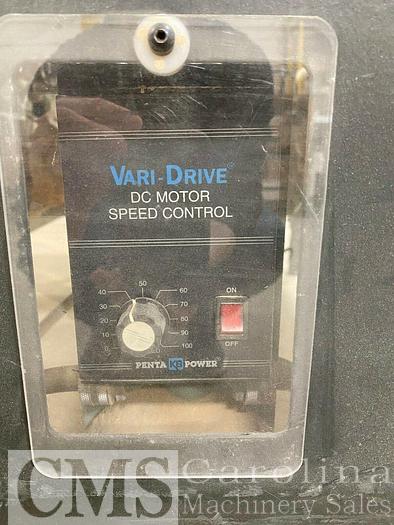 VARI-DRIVE®
DC MOTOR
SPEED CONTROL
50
40 60
30 70
20 80
10 90
0 100
ON
OFF
PENTA KB POWER®
CMS Carolina
Machinery Sales